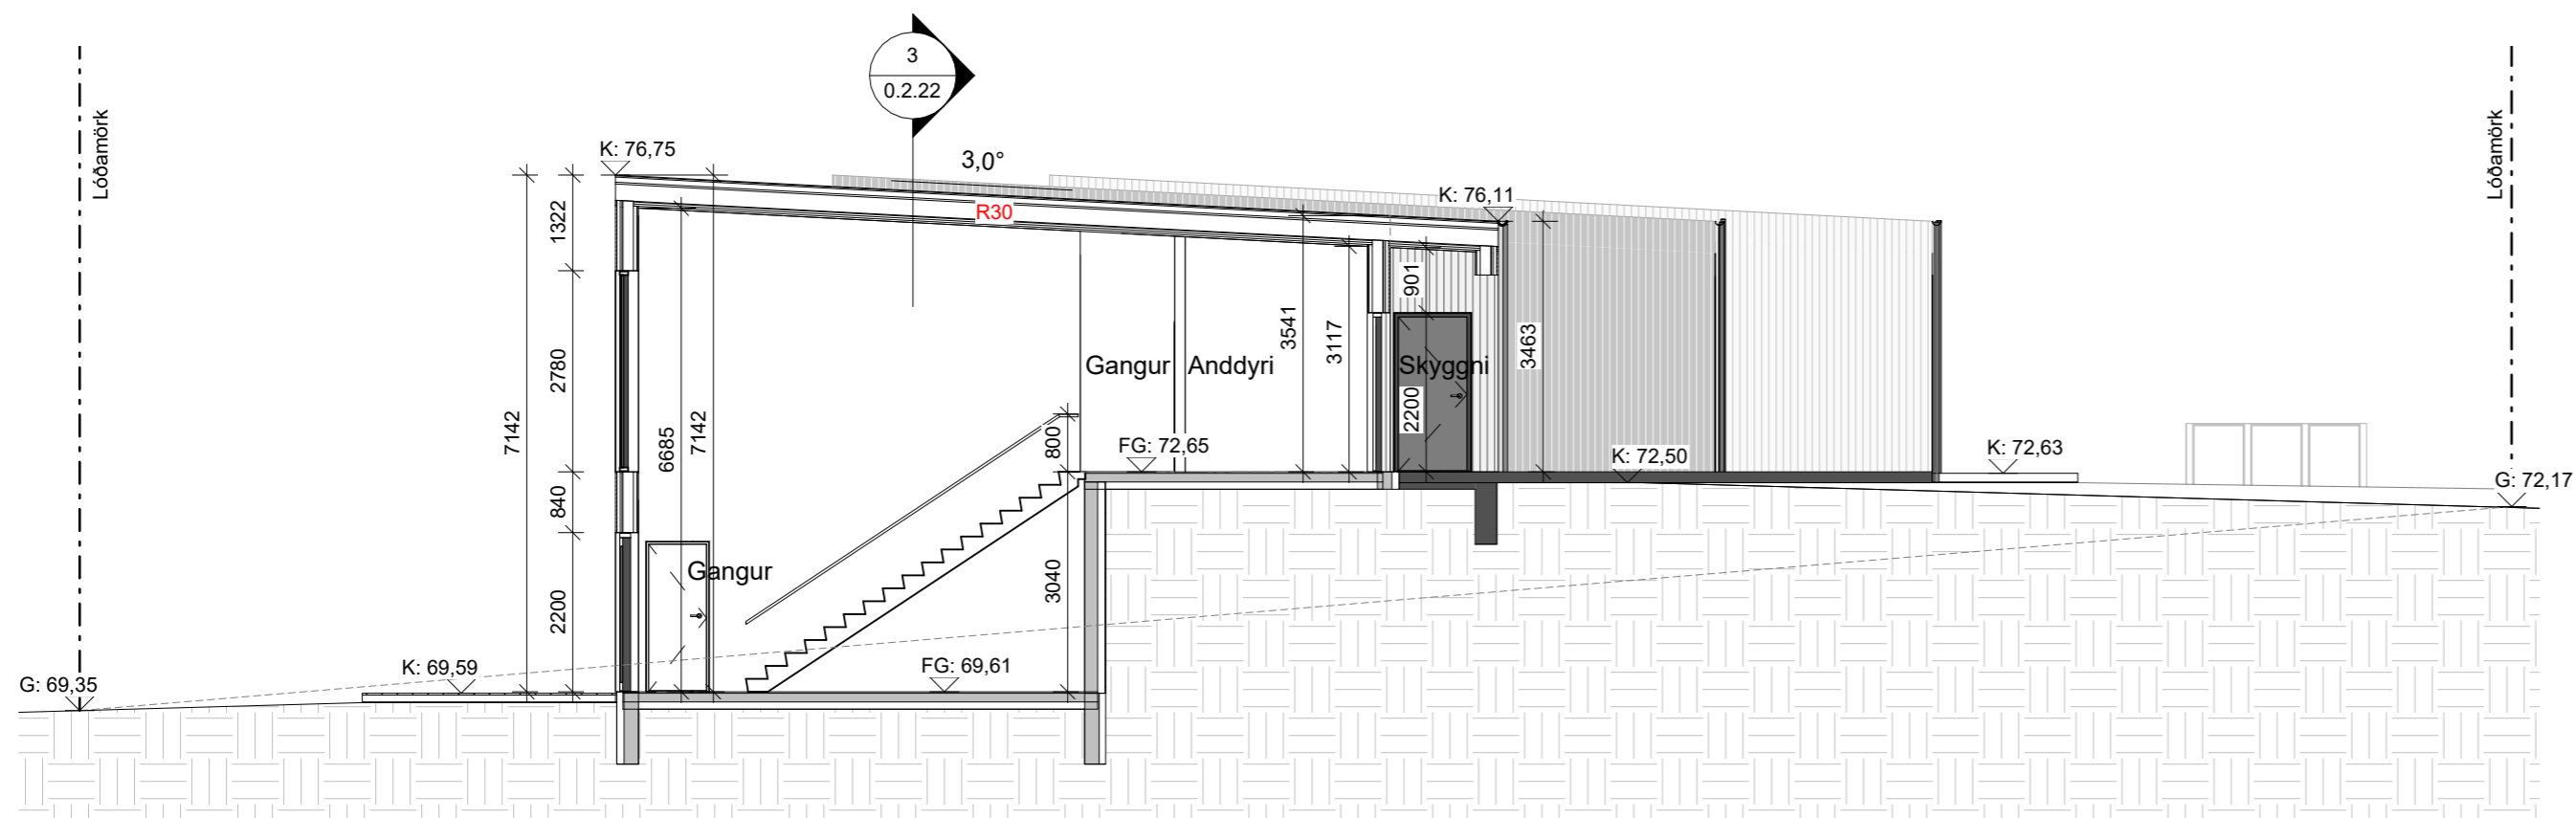 3
0.2.22
Lóðamörk
Lóðamörk
K: 76,75
3,0°
K: 76,11
R30
1322
2780
840
2200
7142
6685
7142
Gangur
Anddyri
Skyggni
3541
3117
901
2200
3463
800
3040
FG: 72,65
K: 72,50
K: 72,63
G: 72,17
Gangur
FG: 69,61
K: 69,59
G: 69,35